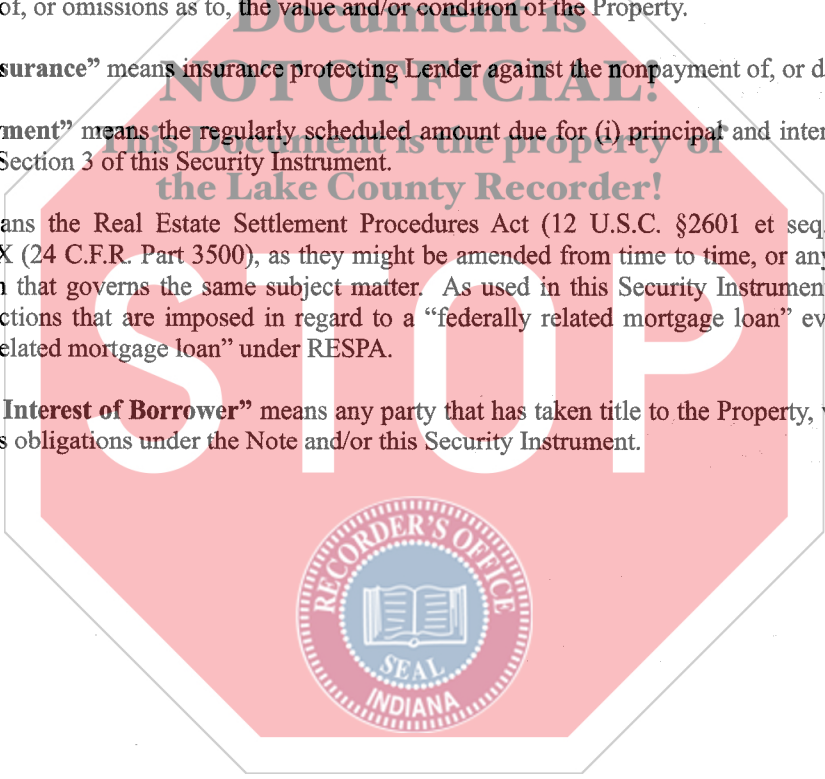 of, or omissions as to, the value and/or condition of the Property.
Document is
surance” means insurance protecting Lender against the nonpayment of, or d
NOT OFFICIAL!
ment” means the regularly scheduled amount due for (i) principal and inter
This Document is the property of
Section 3 of this Security Instrument.
the Lake County Recorder!
ans the Real Estate Settlement Procedures Act (12 U.S.C. §2601 et seq
X (24 C.F.R. Part 3500), as they might be amended from time to time, or any
n that governs the same subject matter. As used in this Security Instrumen
ctions that are imposed in regard to a “federally related mortgage loan” ev
elated mortgage loan” under RESPA.
STOP
Interest of Borrower” means any party that has taken title to the Property,
s obligations under the Note and/or this Security Instrument.
RECORDER'S OFFICE
SEAL
INDIANA